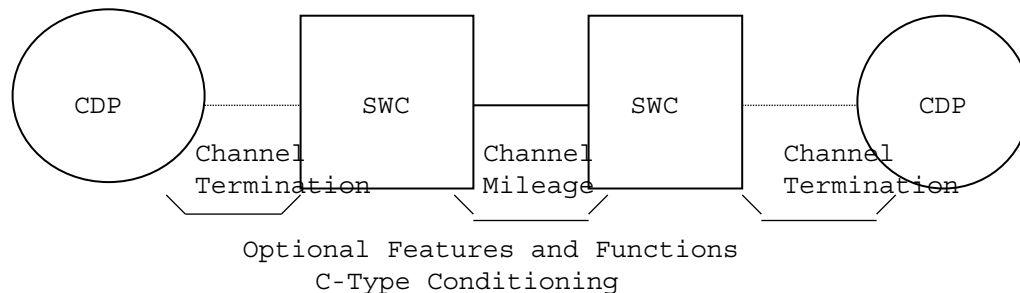 CDP SWC SWC CDP
Channel Termination
Channel Mileage
Channel Termination
Optional Features and Functions
C-Type Conditioning